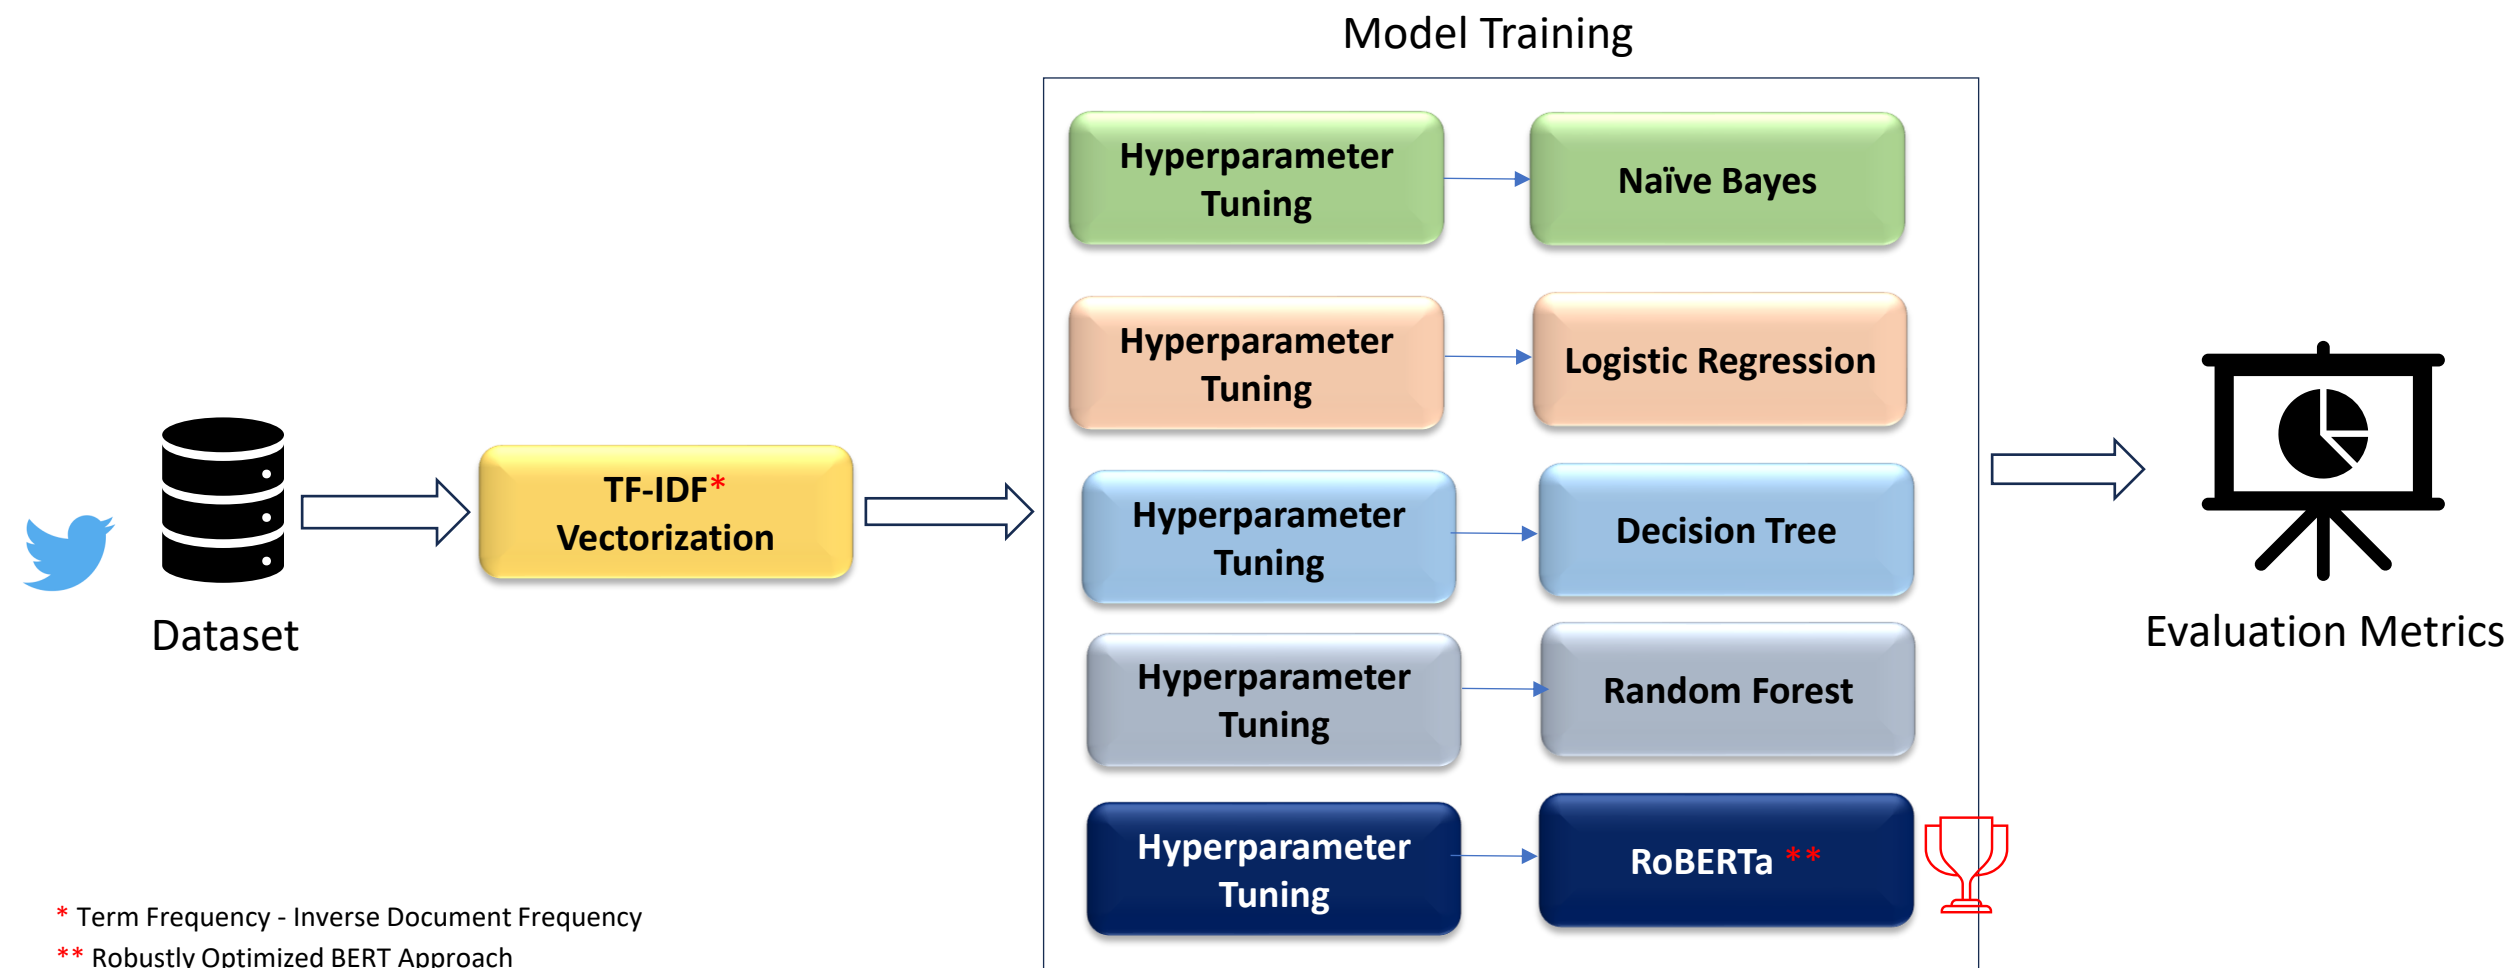 Model Training
Hyperparameter
Tuning
Naïve Bayes
Hyperparameter
Tuning
Logistic Regression
Hyperparameter
Tuning
Decision Tree
Hyperparameter
Tuning
Random Forest
Hyperparameter
Tuning
RoBERTa **
TF-IDF*
Vectorization
Dataset
Evaluation Metrics
* Term Frequency - Inverse Document Frequency
** Robustly Optimized BERT Approach